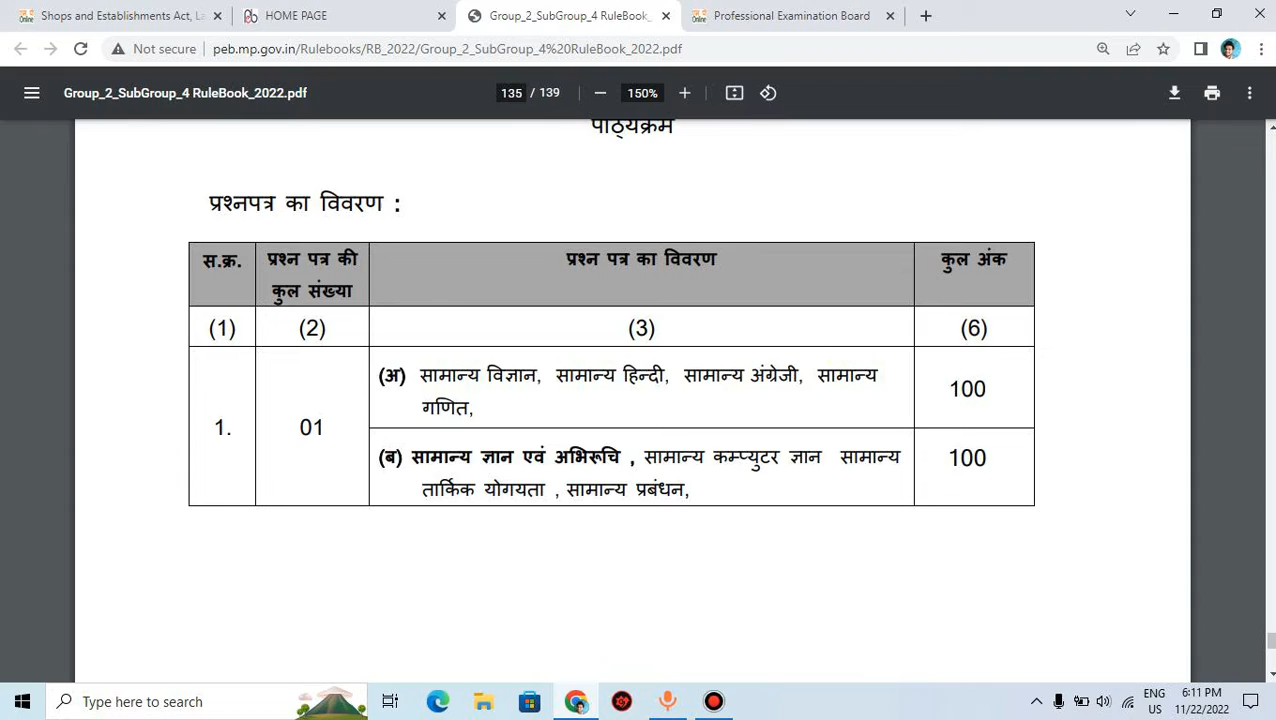 Shops and Establishments Act, La
HOME PAGE
Group_2_SubGroup_4 RuleBook_
Professional Examination Board
Not secure
peb.mp.gov.in/Rulebooks/RB_2022/Group_2_SubGroup_4%20RuleBook_2022.pdf
Group_2_SubGroup_4 RuleBook_2022.pdf
135 / 139
150%
पाठ्यक्रम
प्रश्नपत्र का विवरण :
स.क्र.
प्रश्न पत्र की
कुल संख्या
प्रश्न पत्र का विवरण
कुल अंक
(1)
(2)
(3)
(6)
1.
01
(अ) सामान्य विज्ञान, सामान्य हिन्दी, सामान्य अंग्रेजी, सामान्य
गणित,
100
(ब) सामान्य ज्ञान एवं अभिरूचि , सामान्य कम्प्युटर ज्ञान सामान्य
तार्किक योगयता , सामान्य प्रबंधन,
100
Type here to search
ENG
US
6:11 PM
11/22/2022